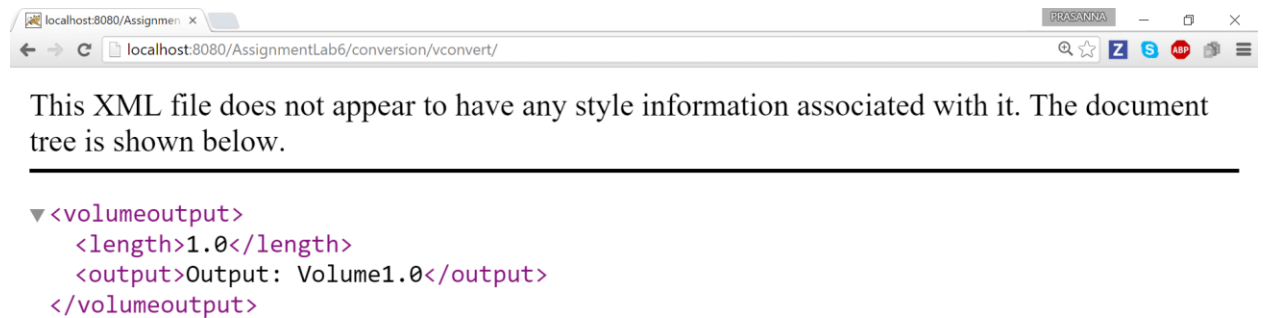 localhost:8080/Assignmen
PRASANNA
localhost:8080/AssignmentLab6/conversion/vconvert/
Z S ABP
This XML file does not appear to have any style information associated with it. The document
tree is shown below.
<volumeoutput>
<length>1.0</length>
<output>Output: Volume1.0</output>
</volumeoutput>